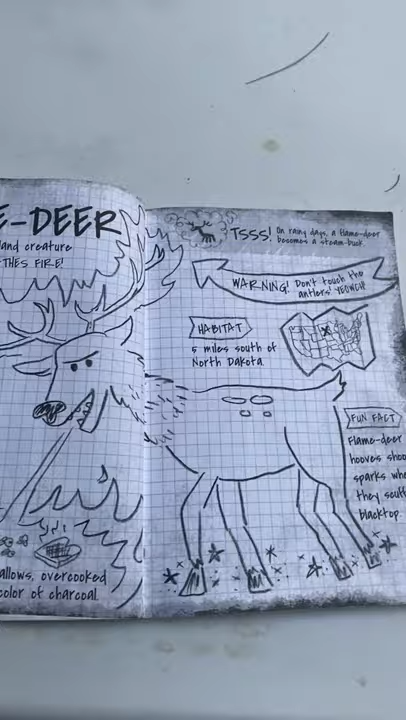 E-DEER
and creature
THES FIRE!
allows, overcooked
color of charcoal.
TSSS! On rainy days, a flame-deer
becomes a steam-buck.
WARNING! Don't touch the
antlers! YEOWCH!
HABITAT
5 miles south of
North Dakota.
FUN FACT
Flame-deer
hooves shoo
sparks whe
they scuff
blacktop.